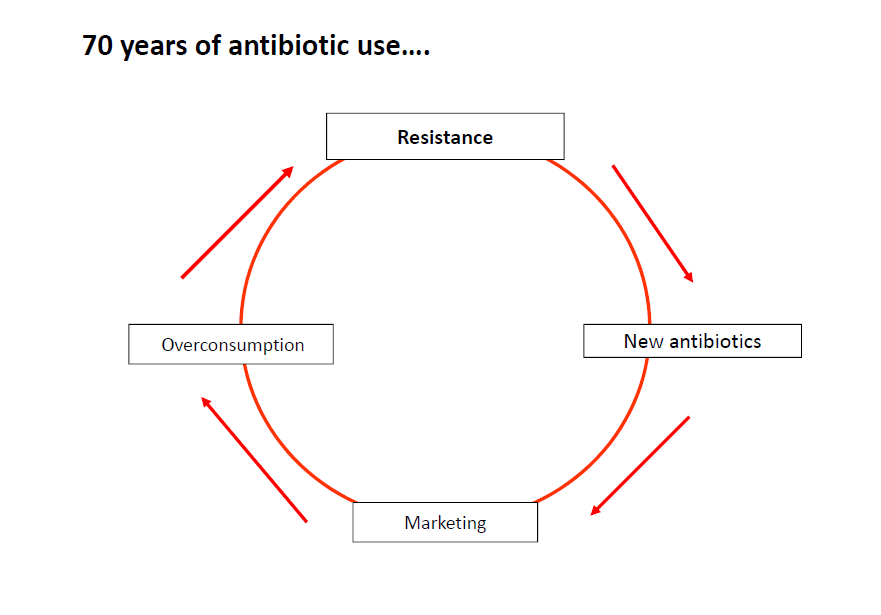 70 years of antibiotic use....
Resistance
Overconsumption
New antibiotics
Marketing